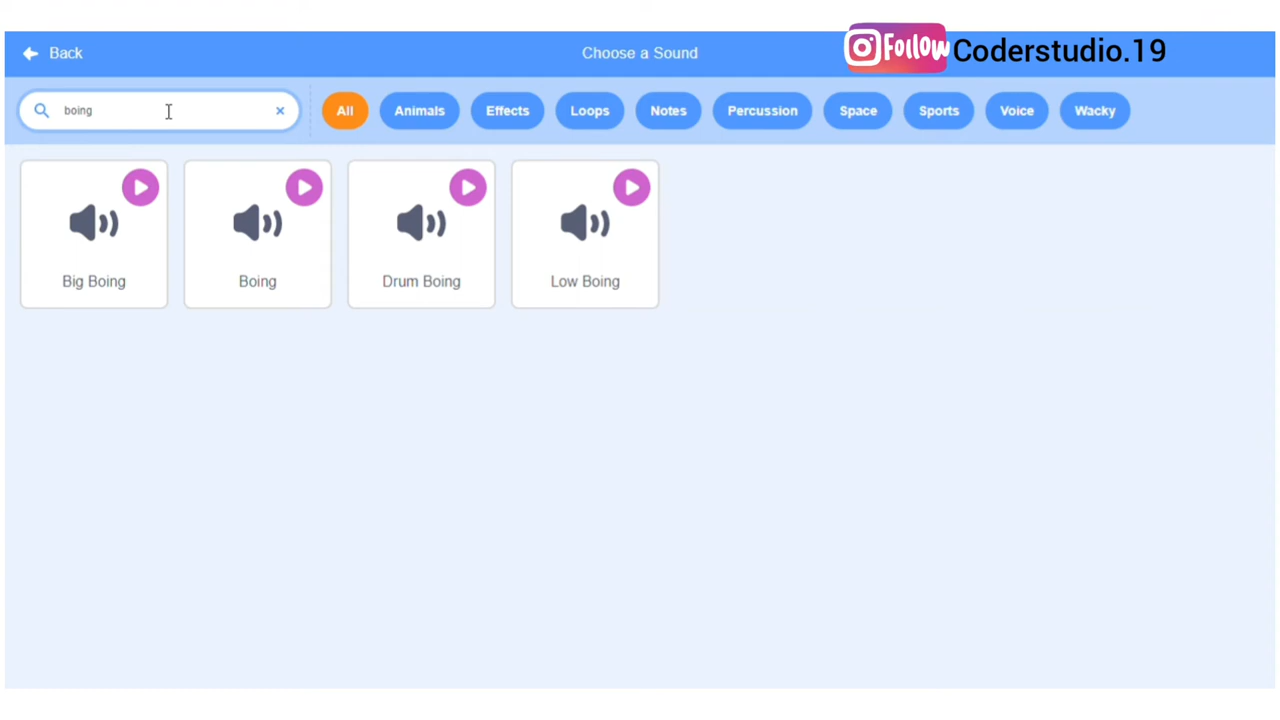 Back
Choose a Sound
Follow Coderstudio.19
boing
All
Animals
Effects
Loops
Notes
Percussion
Space
Sports
Voice
Wacky
Big Boing
Boing
Drum Boing
Low Boing